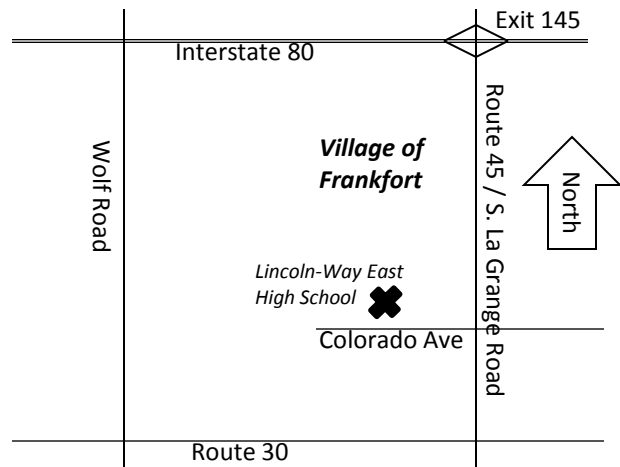 Exit 145
Interstate 80
Wolf Road
Village of
Frankfort
Route 45 / S. La Grange Road
North
Lincoln-Way East
High School
Colorado Ave
Route 30